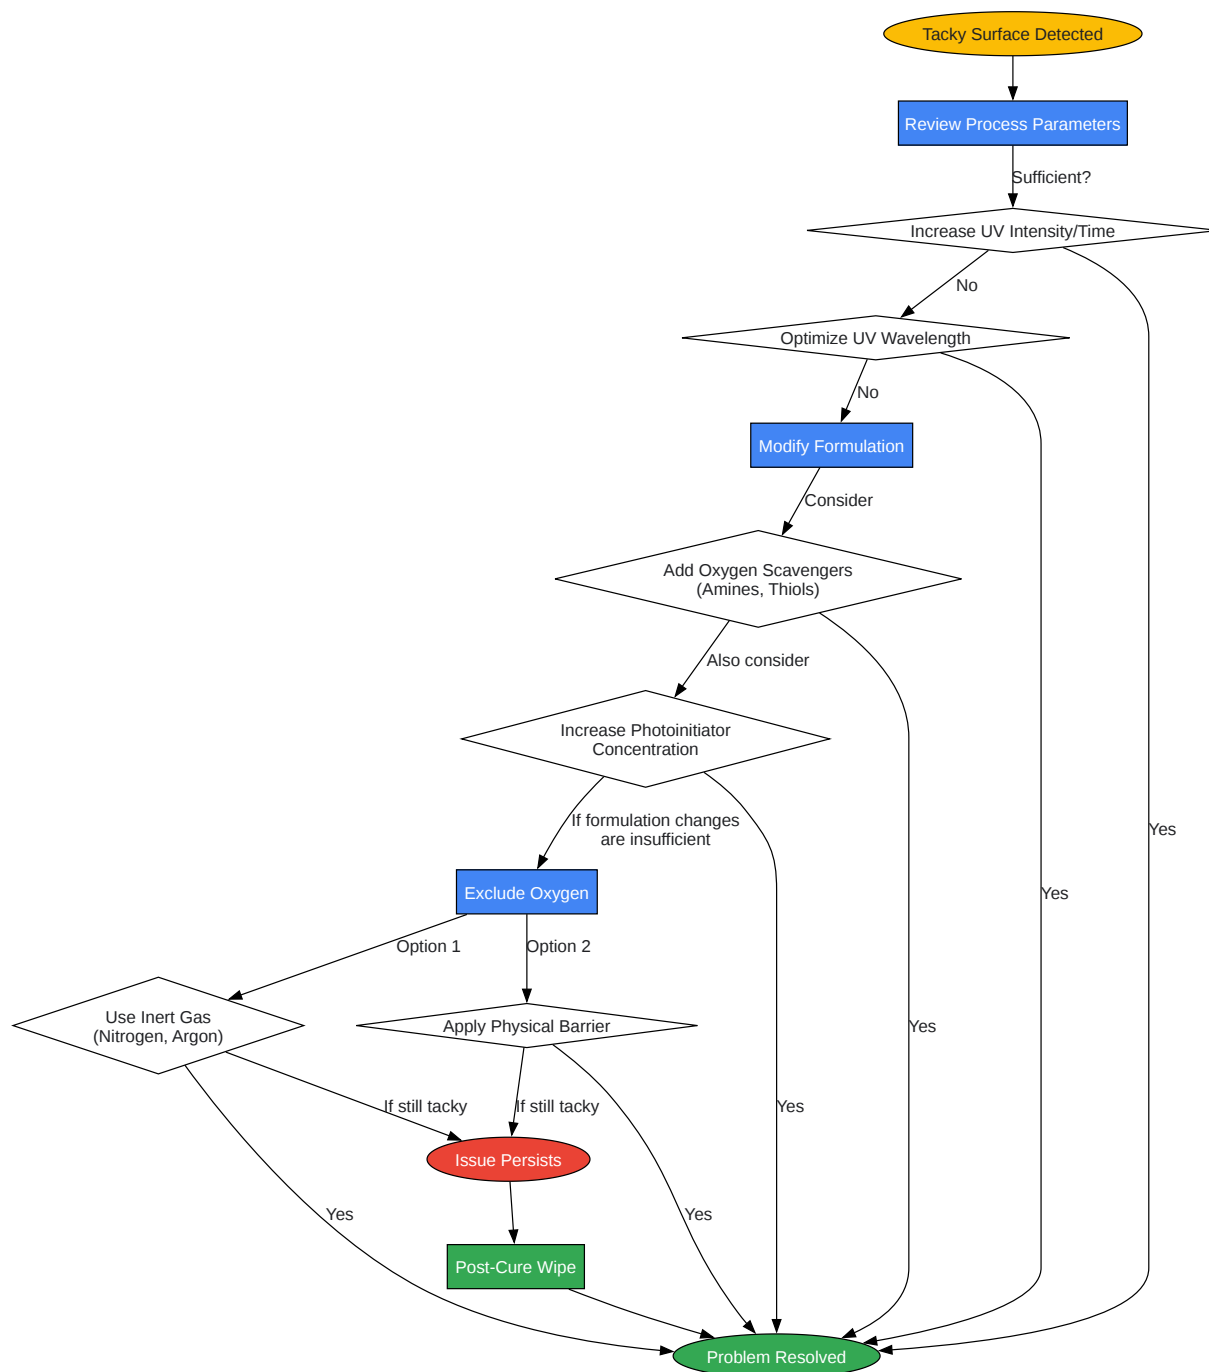 Tacky Surface Detected
Review Process Parameters
Sufficient?
Increase UV Intensity/Time
No
Optimize UV Wavelength
No
Modify Formulation
Consider
Add Oxygen Scavengers
(Amines, Thiols)
Also consider
Increase Photoinitiator
Concentration
If formulation changes
are insufficient
Yes
Exclude Oxygen
Yes
Option 1
Option 2
Use Inert Gas
(Nitrogen, Argon)
Apply Physical Barrier
Yes
If still tacky
If still tacky
Yes
Issue Persists
Yes
Yes
Post-Cure Wipe
Problem Resolved